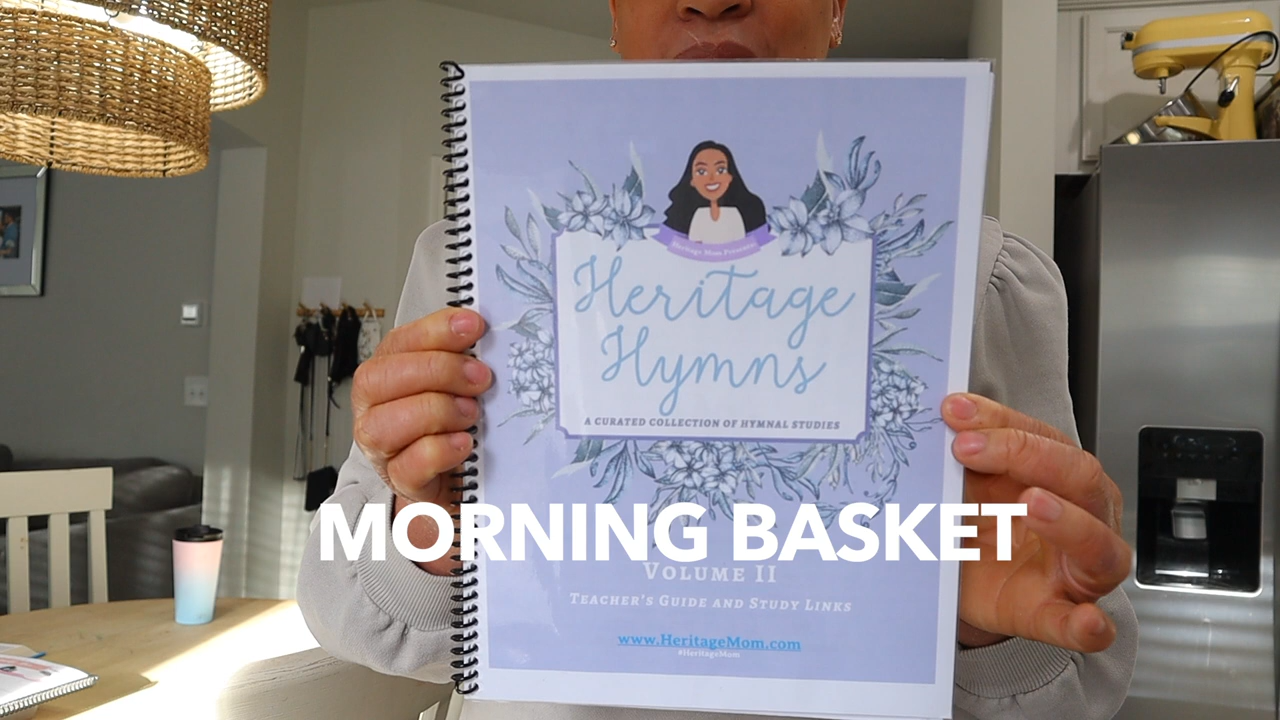 Heritage Mom Presents
Heritage
Hymns
A CURATED COLLECTION OF HYMNAL STUDIES
MORNING BASKET
VOLUME II
TEACHER'S GUIDE AND STUDY LINKS
www.HeritageMom.com
#HeritageMom